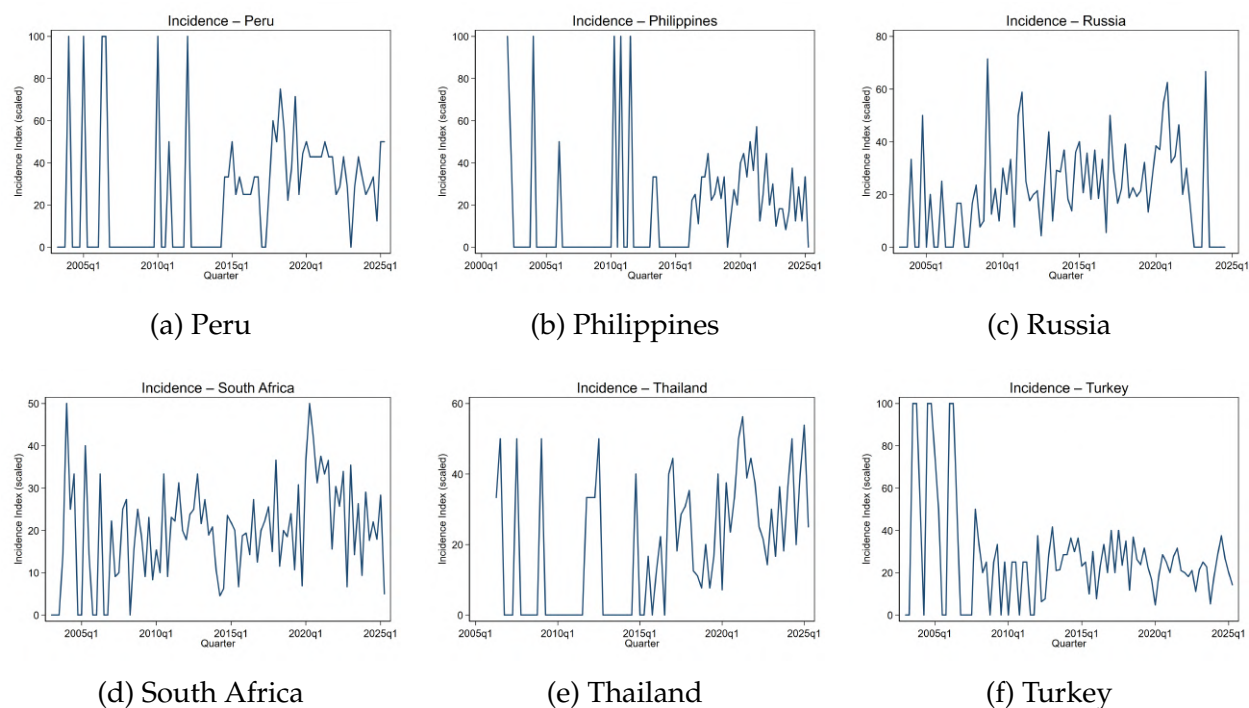 Incidence – Peru
Incidence Index (scaled)
100
80
60
40
20
0
2005q1 2010q1 2015q1 2020q1 2025q1
Quarter
(a) Peru
Incidence – Philippines
Incidence Index (scaled)
100
80
60
40
20
0
2000q1 2005q1 2010q1 2015q1 2020q1 2025q1
Quarter
(b) Philippines
Incidence – Russia
Incidence Index (scaled)
80
60
40
20
0
2005q1 2010q1 2015q1 2020q1 2025q1
Quarter
(c) Russia
Incidence – South Africa
Incidence Index (scaled)
50
40
30
20
10
0
2005q1 2010q1 2015q1 2020q1 2025q1
Quarter
(d) South Africa
Incidence – Thailand
Incidence Index (scaled)
60
40
20
0
2005q1 2010q1 2015q1 2020q1 2025q1
Quarter
(e) Thailand
Incidence – Turkey
Incidence Index (scaled)
100
80
60
40
20
0
2005q1 2010q1 2015q1 2020q1 2025q1
Quarter
(f) Turkey